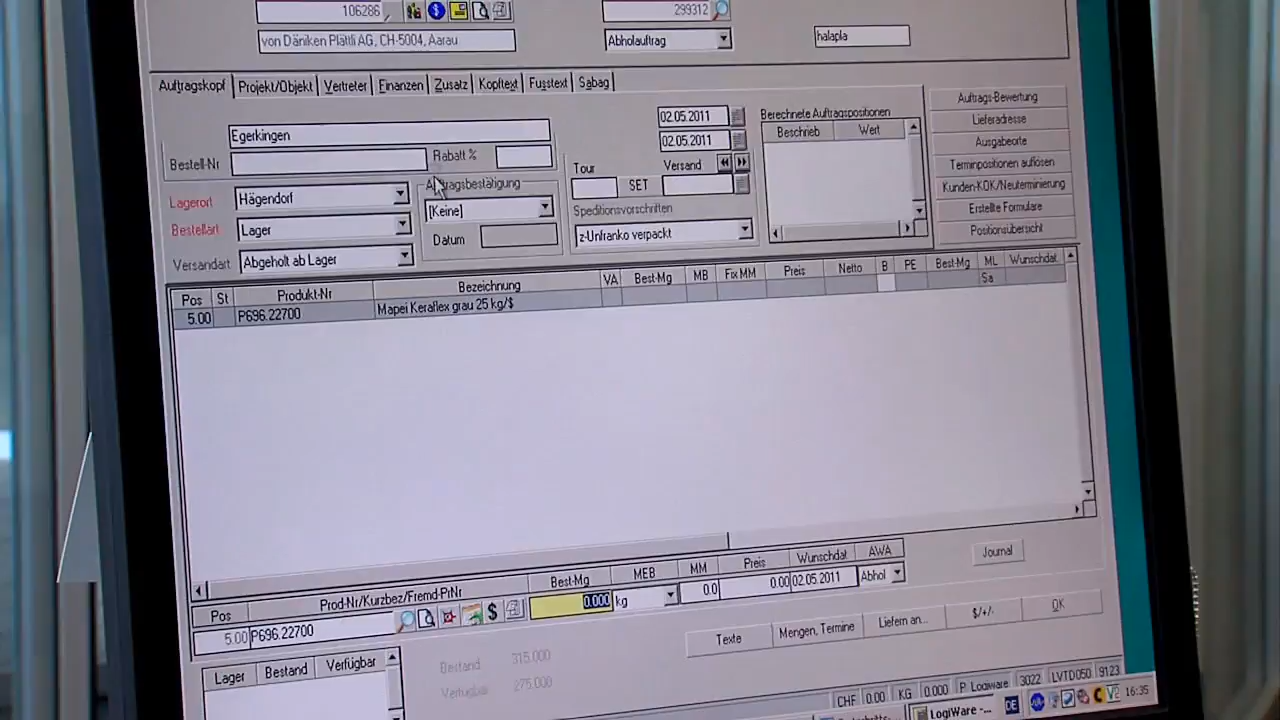 106286 299312
von Däniken Plättli AG, CH-5004, Aarau Abholauftrag halapla
Auftragskopf Projekt/Objekt Vertreter Finanzen Zusatz Kopftext Fusstext Sabag
Auftrags-Bewertung
Lieferadresse
Ausgabeorte
Terminpositionen auflösen
Kunden-KOK/Neuterminierung
Erstellte Formulare
Positionsübersicht
02.05.2011 Berechnete Auftragspositionen
Egerkingen 02.05.2011 Beschrieb Wert
Bestell-Nr Rabatt % Tour Versand
SET
Lagerort Hägendorf Auftragsbestätigung
[Keine] Speditionsvorschriften
Bestellart Lager Datum z-Unfranko verpackt
Versandart Abgeholt ab Lager
Pos St Produkt-Nr Bezeichnung VA Best-Mg MB Fix MM Preis Netto B PE Best-Mg ML Wunschdat.
Sa
5.00 P696.22700 Mapei Keraflex grau 25 kg/$
Journal
Pos Prod-Nr/Kurzbez/Fremd-PrNr Best-Mg MEB MM Preis Wunschdat AWA
5.00 P696.22700 $ 0.000 kg 0.0 0.00 02.05.2011 Abhol
Texte Mengen, Termine Liefern an... $/+/- OK
Lager Bestand Verfügbar
Bestand 315.000
Verfügbar 275.000
CHF 0.00 KG 0.000 P. Logiware 3022 LVTD050 9123
LogiWare -... DE 16:35